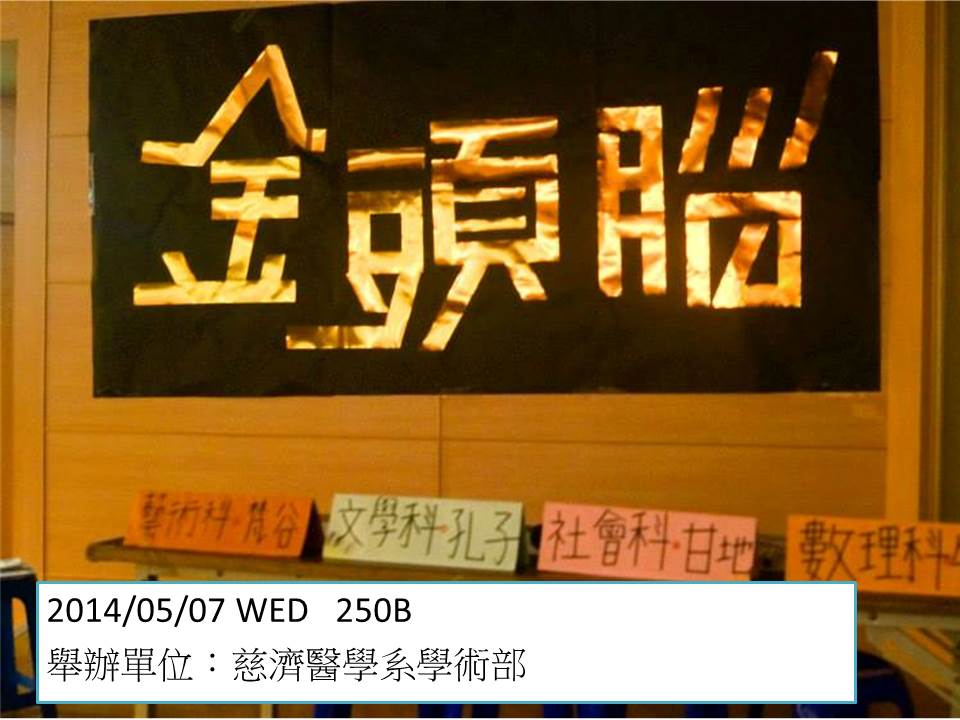 金頭腦
藝術科•梵谷
文學科•孔子
社會科•甘地
數理科•
2014/05/07 WED 250B
舉辦單位：慈濟醫學系學術部